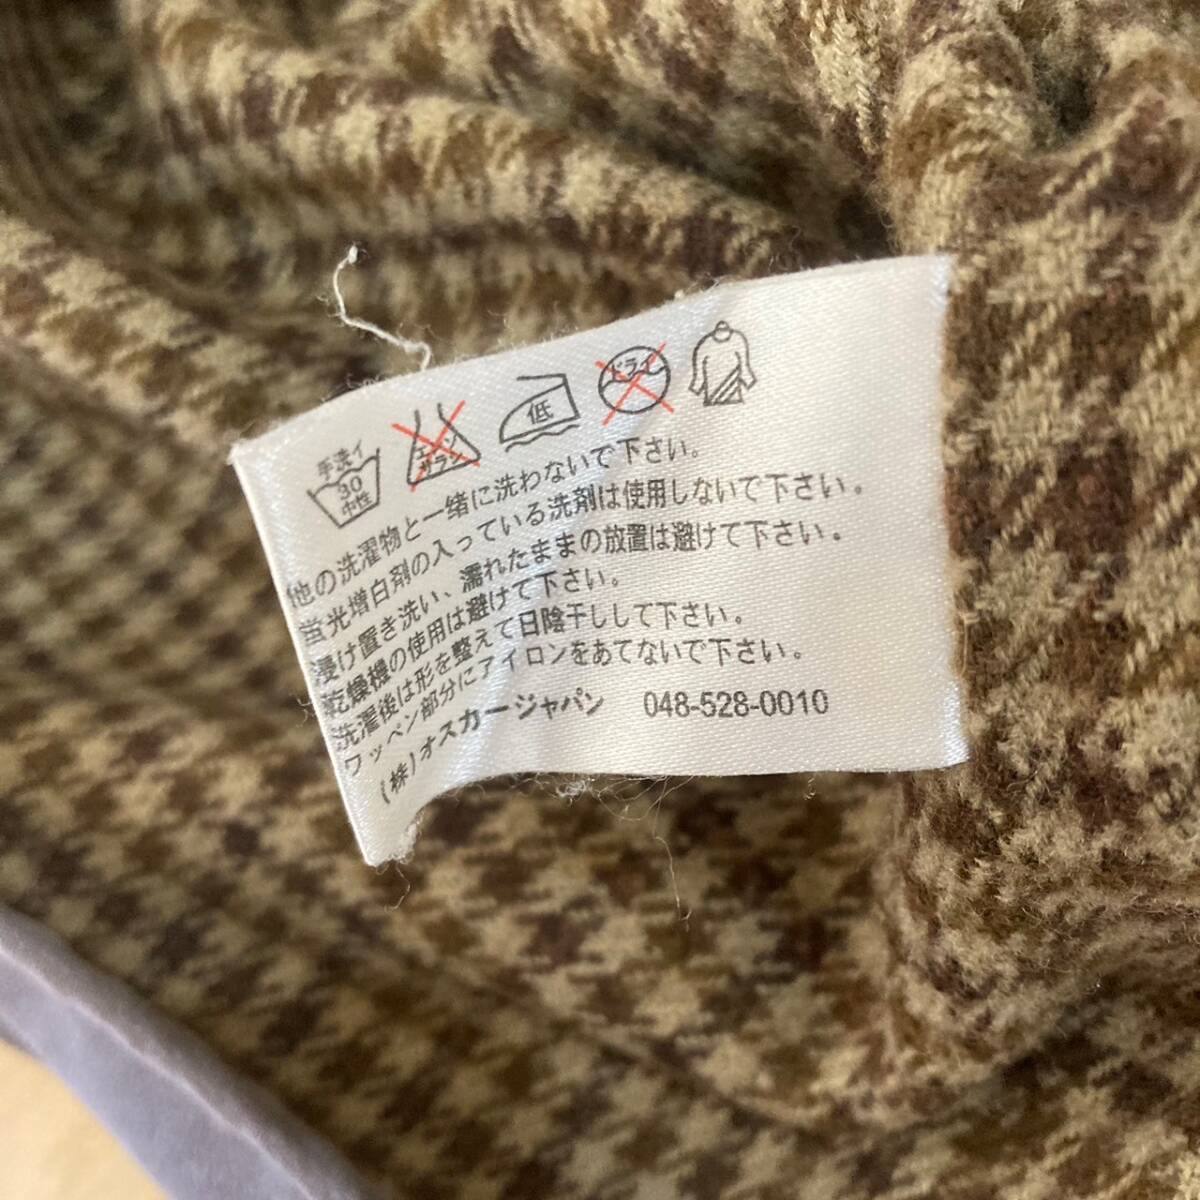 手洗イ
30
中性
エンソ
サラシ
低
ドライ
他の洗濯物と一緒に洗わないで下さい。
蛍光増白剤の入っている洗剤は使用しないで下さい。
浸け置き洗い、濡れたままの放置は避けて下さい。
乾燥機の使用は避けて下さい。
洗濯後は形を整えて日陰干しして下さい。
ワッペン部分にアイロンをあてないで下さい。
(株)オスカージャパン 048-528-0010